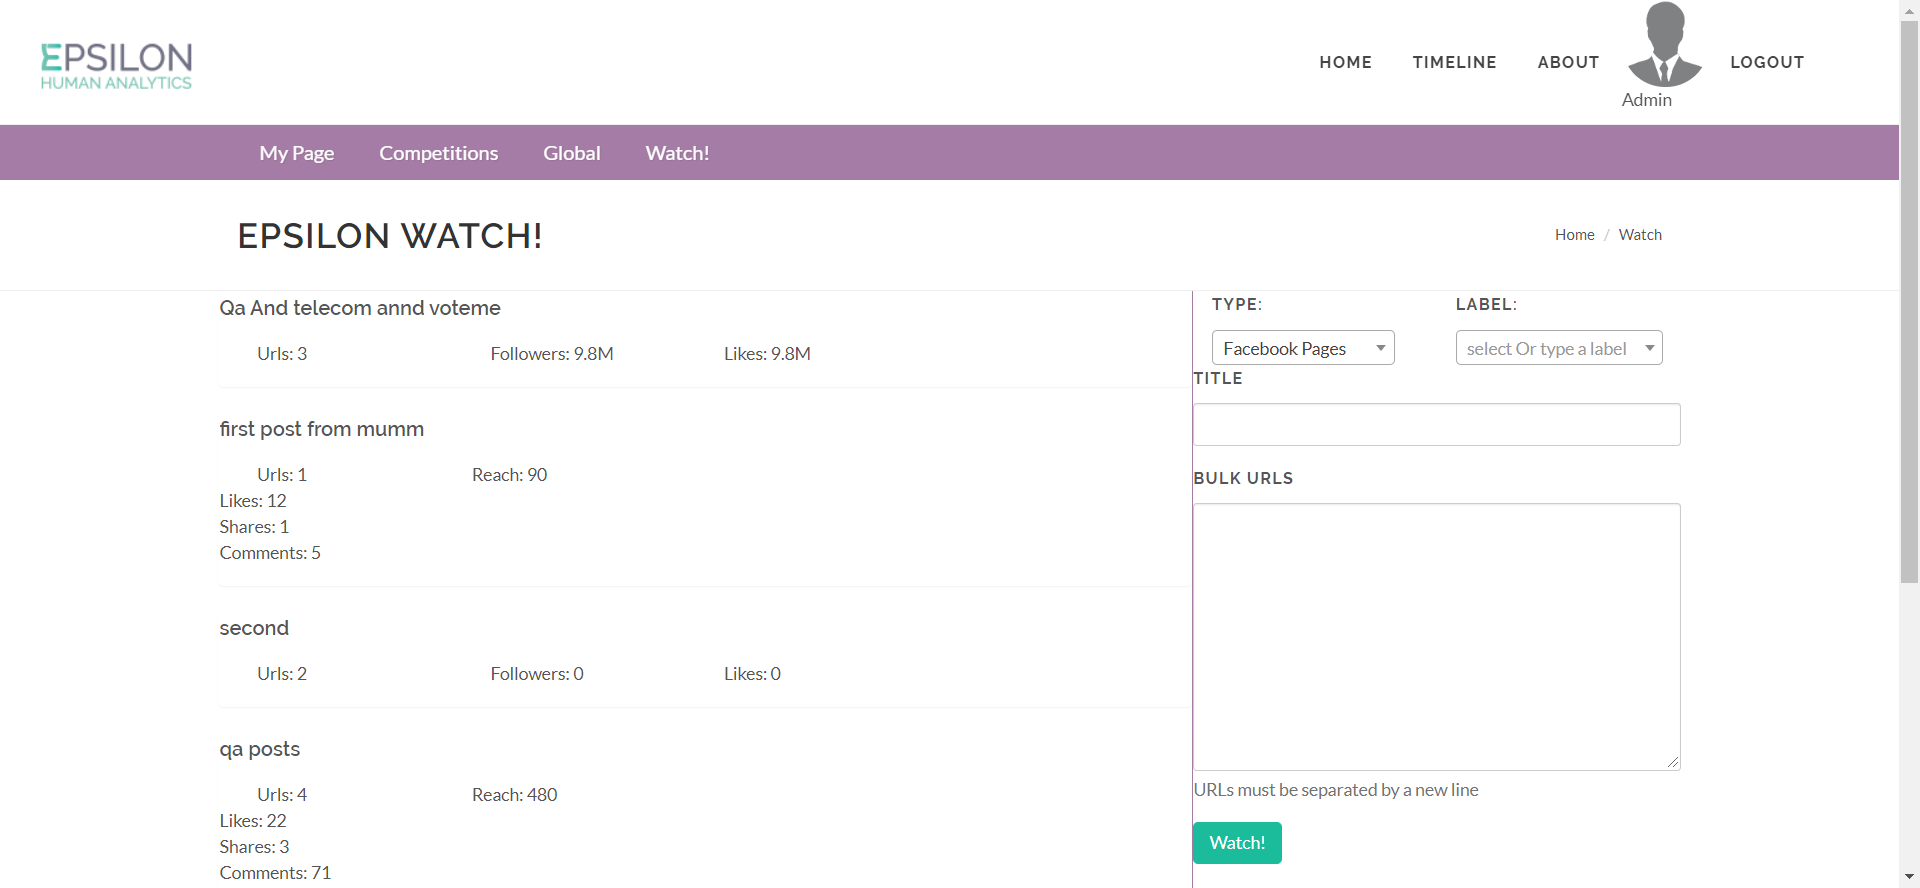 EPSILON
HUMAN ANALYTICS
HOME TIMELINE ABOUT LOGOUT
Admin
My Page Competitions Global Watch!
EPSILON WATCH!
Home / Watch
Qa And telecom annd voteme
Urls: 3 Followers: 9.8M Likes: 9.8M
first post from mumm
Urls: 1 Reach: 90
Likes: 12
Shares: 1
Comments: 5
second
Urls: 2 Followers: 0 Likes: 0
qa posts
Urls: 4 Reach: 480
Likes: 22
Shares: 3
Comments: 71
TYPE: LABEL:
Facebook Pages select Or type a label
TITLE
BULK URLS
URLs must be separated by a new line
Watch!